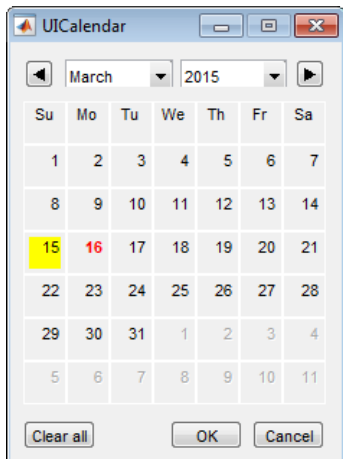 UICalendar
March 2015
Su Mo Tu We Th Fr Sa
1 2 3 4 5 6 7
8 9 10 11 12 13 14
15 16 17 18 19 20 21
22 23 24 25 26 27 28
29 30 31 1 2 3 4
5 6 7 8 9 10 11
Clear all OK Cancel